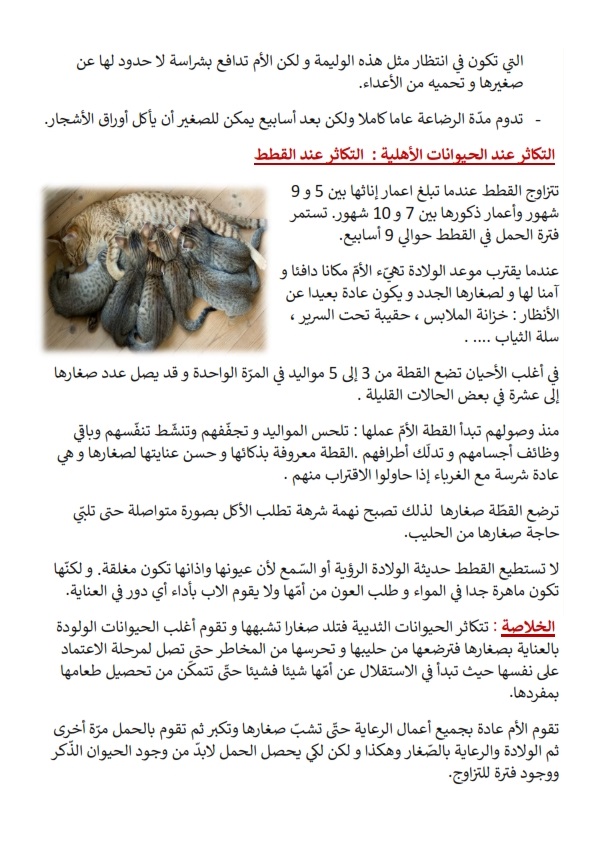 التي تكون في انتظار مثل هذه الوليمة و لكن الأم تدافع بشراسة لا حدود لها عن
صغيرها و تحميه من الأعداء.
- تدوم مدّة الرضاعة عاما كاملا ولكن بعد أسابيع يمكن للصغير أن يأكل أوراق الأشجار.
التكاثر عند الحيوانات الأهلية : التكاثر عند القطط
تتزاوج القطط عندما تبلغ اعمار إناثها بين 5 و 9
شهور وأعمار ذكورها بين 7 و 10 شهور. تستمر
فترة الحمل في القطط حوالي 9 أسابيع.
عندما يقترب موعد الولادة تهيّء الأمّ مكانا دافئا و
آمنا لها و لصغارها الجدد و يكون عادة بعيدا عن
الأنظار : خزانة الملابس ، حقيبة تحت السرير ،
سلة الثياب .... .
في أغلب الأحيان تضع القطة من 3 إلى 5 مواليد في المرّة الواحدة و قد يصل عدد صغارها
إلى عشرة في بعض الحالات القليلة .
منذ وصولهم تبدأ القطة الأمّ عملها : تلحس المواليد و تجفّفهم وتنشّط تنفّسهم وباقي
وظائف أجسامهم و تدلّك أطرافهم .القطة معروفة بذكائها و حسن عنايتها لصغارها و هي
عادة شرسة مع الغرباء إذا حاولوا الاقتراب منهم .
ترضع القطّة صغارها لذلك تصبح نهمة شرهة تطلب الأكل بصورة متواصلة حتى تلبّي
حاجة صغارها من الحليب.
لا تستطيع القطط حديثة الولادة الرؤية أو السّمع لأن عيونها واذانها تكون مغلقة. و لكنّها
تكون ماهرة جدا في المواء و طلب العون من أمّها ولا يقوم الاب بأداء أي دور في العناية.
الخلاصة : تتكاثر الحيوانات الثديية فتلد صغارا تشبهها و تقوم أغلب الحيوانات الولودة
بالعناية بصغارها فترضعها من حليبها و تحرسها من المخاطر حتى تصل لمرحلة الاعتماد
على نفسها حيث تبدأ في الاستقلال عن أمّها شيئا فشيئا حتّى تتمكّن من تحصيل طعامها
بمفردها.
تقوم الأم عادة بجميع أعمال الرعاية حتّى تشبّ صغارها وتكبر ثم تقوم بالحمل مرّة أخرى
ثم الولادة والرعاية بالصّغار وهكذا و لكن لكي يحصل الحمل لابدّ من وجود الحيوان الذّكر
ووجود فترة للتزاوج.